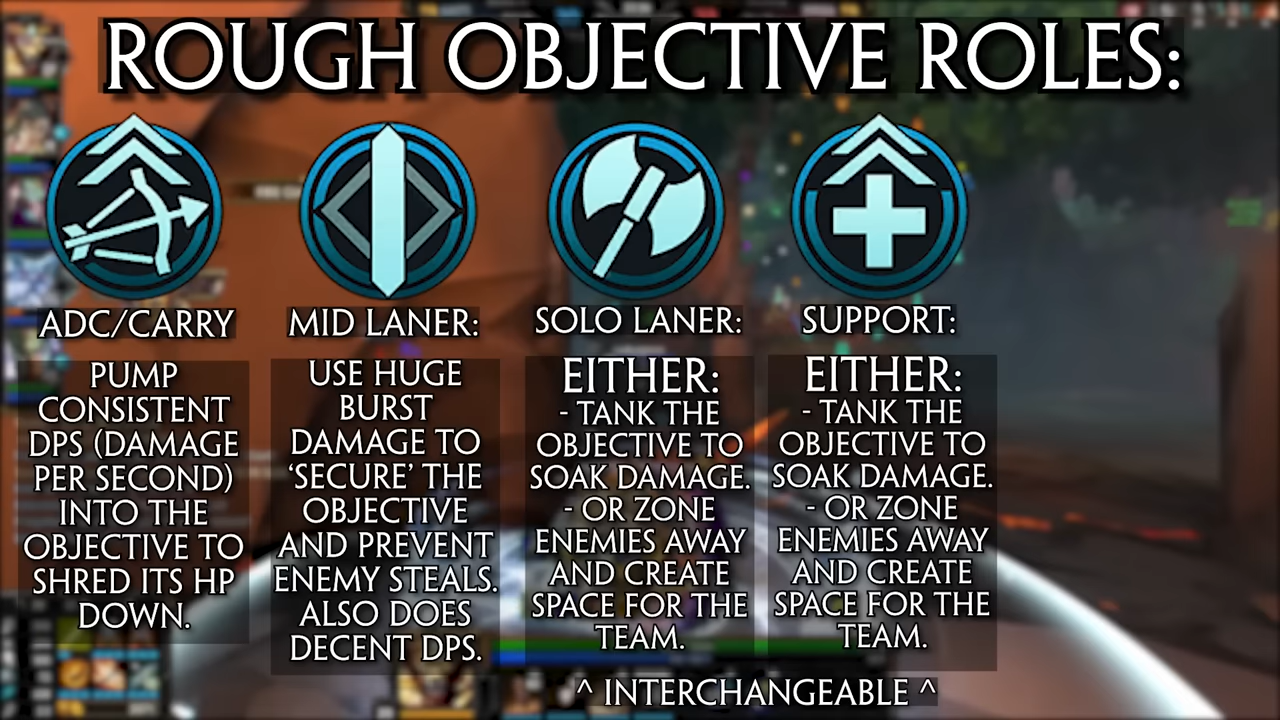 ROUGH OBJECTIVE ROLES:
ADC/CARRY
PUMP
CONSISTENT
DPS (DAMAGE
PER SECOND)
INTO THE
OBJECTIVE TO
SHRED ITS HP
DOWN.
MID LANER:
USE HUGE
BURST
DAMAGE TO
‘SECURE’ THE
OBJECTIVE
AND PREVENT
ENEMY STEALS.
ALSO DOES
DECENT DPS.
SOLO LANER:
EITHER:
- TANK THE
OBJECTIVE TO
SOAK DAMAGE.
- OR ZONE
ENEMIES AWAY
AND CREATE
SPACE FOR THE
TEAM.
SUPPORT:
EITHER:
- TANK THE
OBJECTIVE TO
SOAK DAMAGE.
- OR ZONE
ENEMIES AWAY
AND CREATE
SPACE FOR THE
TEAM.
^ INTERCHANGEABLE ^